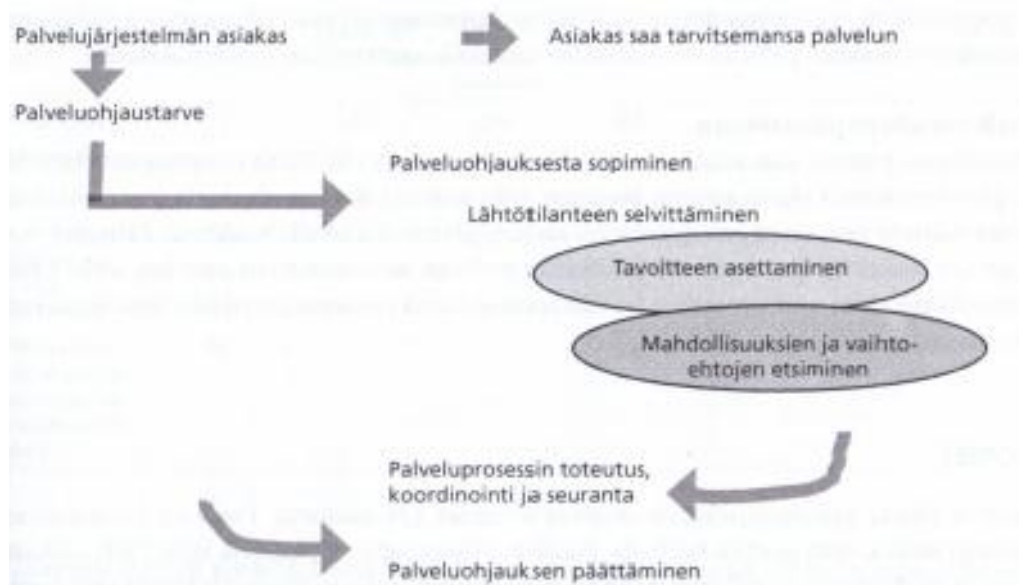 Palvelujärjestelmän asiakas
Asiakas saa tarvitsemansa palvelun
Palveluohjaustarve
Palveluohjauksesta sopiminen
Lähtötilanteen selvittäminen
Tavoitteen asettaminen
Mahdollisuuksien ja vaihto-
ehtojen etsiminen
Palveluprosessin toteutus,
koordinointi ja seuranta
Palveluohjauksen päättäminen